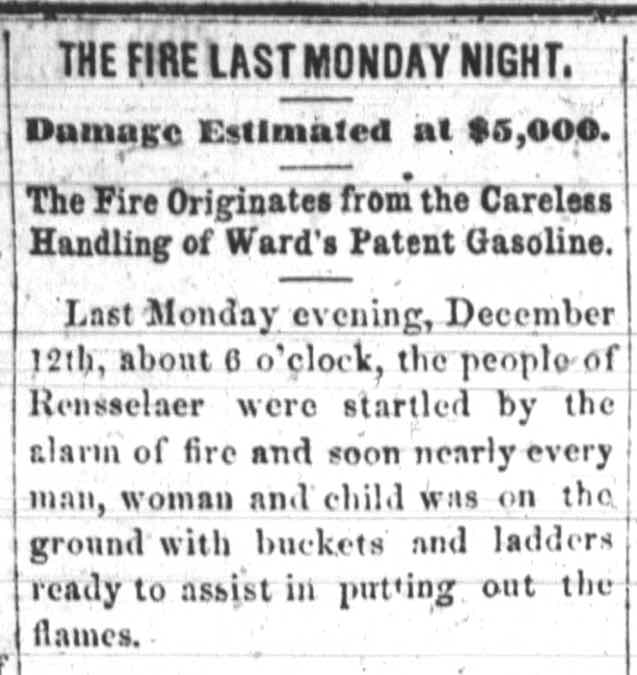 THE FIRE LAST MONDAY NIGHT.
Damage Estimated at $5,000.
The Fire Originates from the Careless
Handling of Ward's Patent Gasoline.
Last Monday evening, December
12th, about 6 o'clock, the people of
Rensselaer were startled by the
alarm of fire and soon nearly every
man, woman and child was on the
ground with buckets and ladders
ready to assist in putting out the
flames.